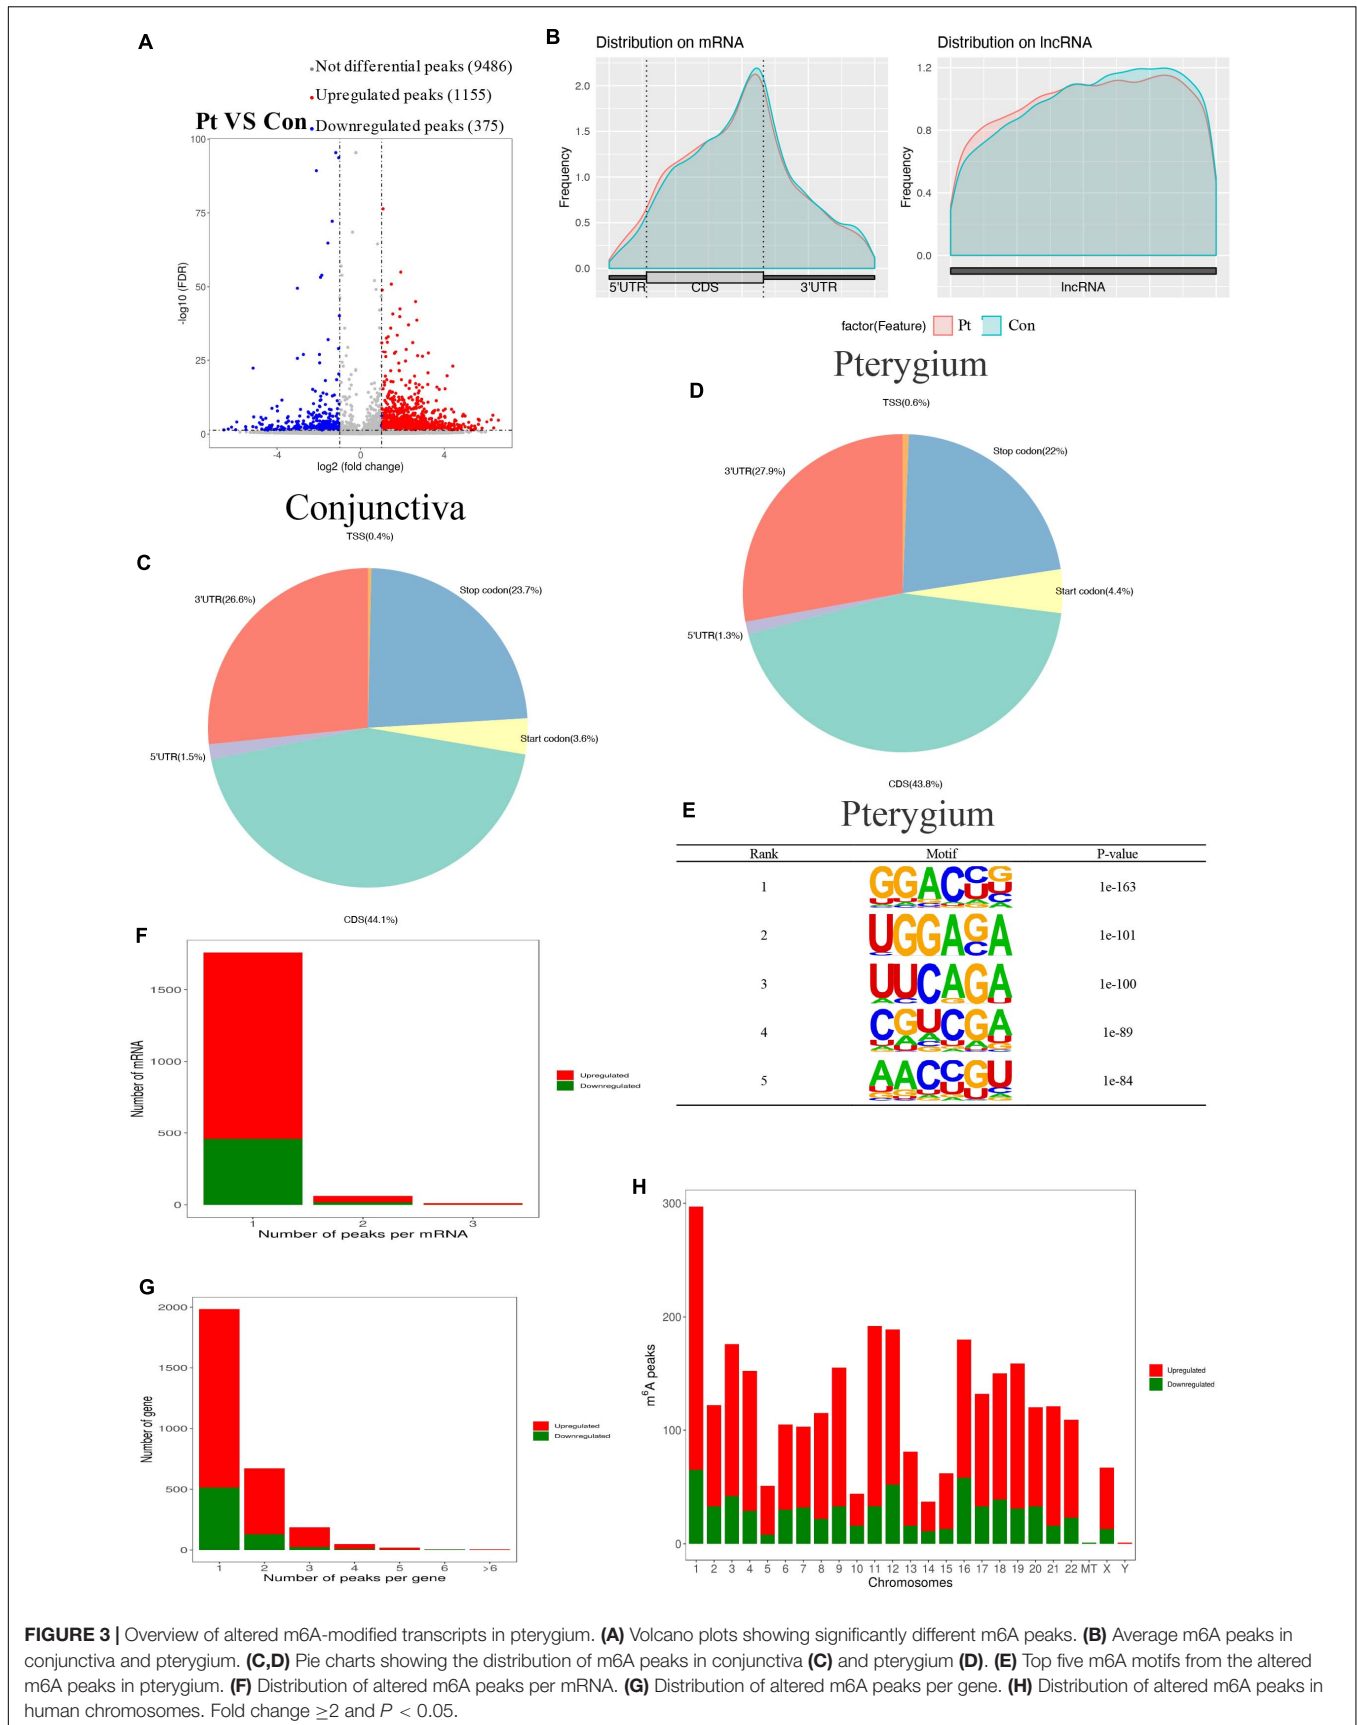 A
Not differential peaks (9486)
Upregulated peaks (1155)
Pt VS Con
Downregulated peaks (375)
100
75
50
25
0
-log10 (FDR)
-4 0 4
log2 (fold change)
B
Distribution on mRNA
2.0
1.5
1.0
0.5
0.0
Frequency
5'UTR CDS 3'UTR
Distribution on lncRNA
1.2
0.8
0.4
0.0
Frequency
lncRNA
factor(Feature) Pt Con
Conjunctiva
C
TSS(0.4%)
Stop codon(23.7%)
3'UTR(26.6%)
Start codon(3.6%)
5'UTR(1.5%)
CDS(44.1%)
Pterygium
D
TSS(0.6%)
Stop codon(22%)
3'UTR(27.9%)
Start codon(4.4%)
5'UTR(1.3%)
CDS(43.8%)
E
Pterygium
Rank Motif P-value
1 GGACCG 1e-163
2 UGGAGA 1e-101
3 UUCAGA 1e-100
4 CGUCGA 1e-89
5 AACCGU 1e-84
F
1500
1000
500
0
Number of mRNA
1 2 3
Number of peaks per mRNA
Upregulated
Downregulated
G
2000
1500
1000
500
0
Number of gene
1 2 3 4 5 6 >6
Number of peaks per gene
Upregulated
Downregulated
H
300
200
100
0
m6A peaks
1 2 3 4 5 6 7 8 9 10 11 12 13 14 15 16 17 18 19 20 21 22 MT X Y
Chromosomes
Upregulated
Downregulated
FIGURE 3 | Overview of altered m6A-modified transcripts in pterygium. (A) Volcano plots showing significantly different m6A peaks. (B) Average m6A peaks in
conjunctiva and pterygium. (C,D) Pie charts showing the distribution of m6A peaks in conjunctiva (C) and pterygium (D). (E) Top five m6A motifs from the altered
m6A peaks in pterygium. (F) Distribution of altered m6A peaks per mRNA. (G) Distribution of altered m6A peaks per gene. (H) Distribution of altered m6A peaks in
human chromosomes. Fold change ≥2 and P < 0.05.